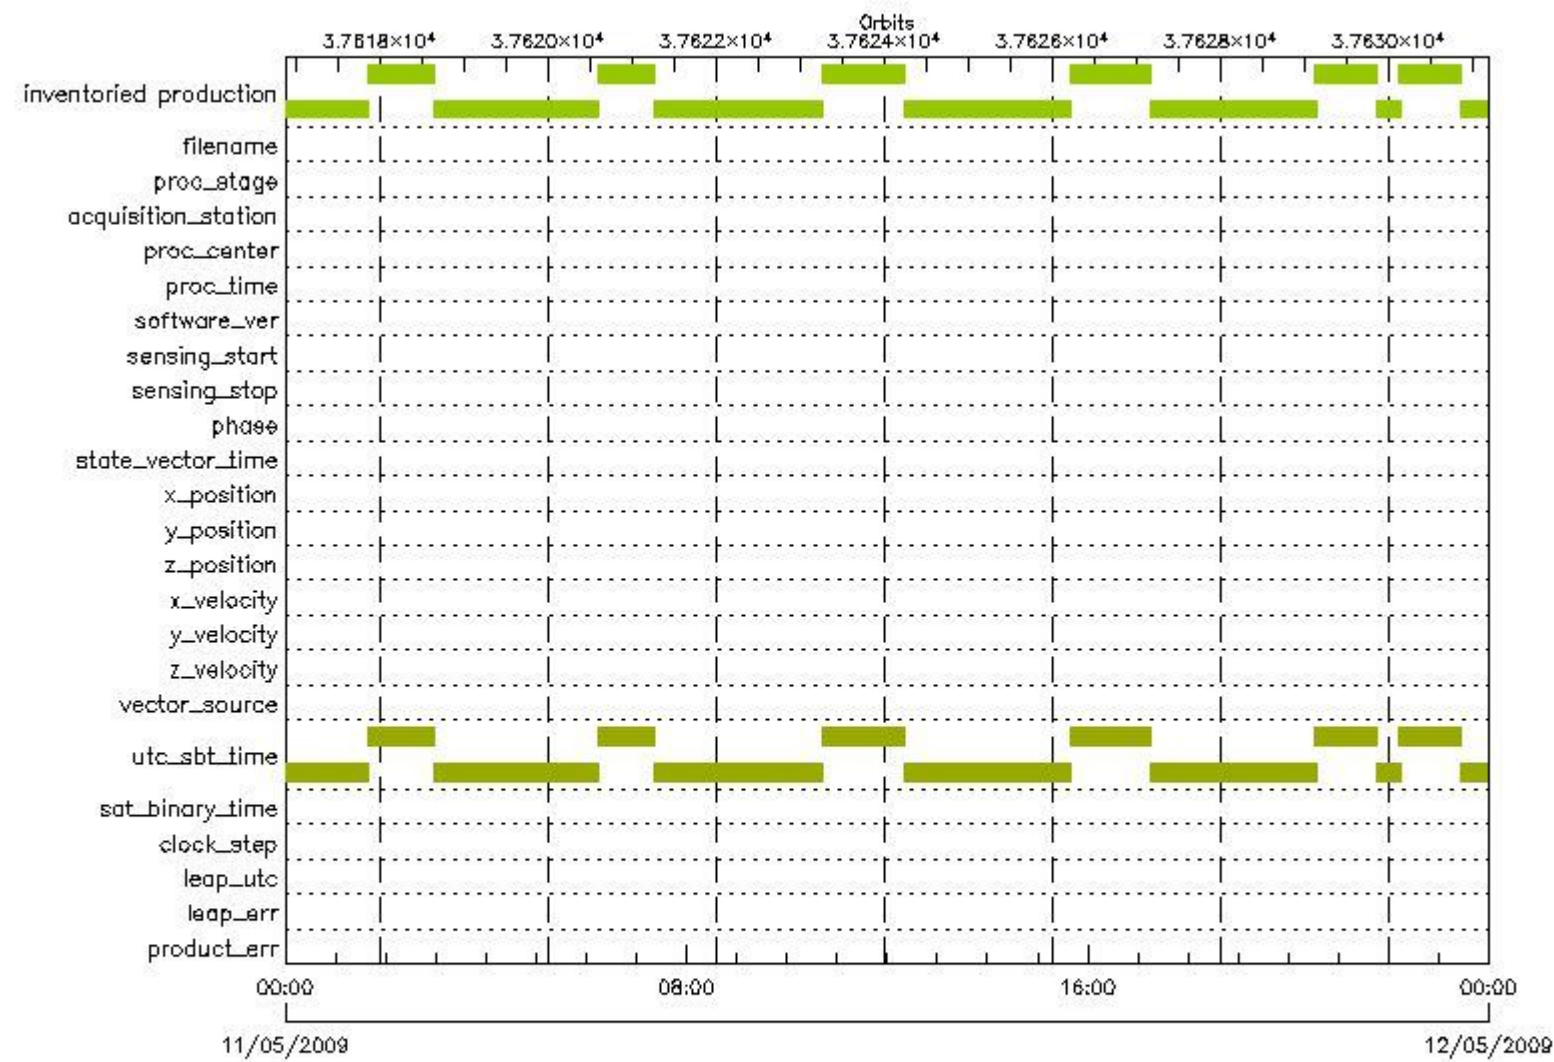 Orbits
3.7618×10⁴ 3.7620×10⁴ 3.7622×10⁴ 3.7624×10⁴ 3.7626×10⁴ 3.7628×10⁴ 3.7630×10⁴
inventoried production
filename
proc_stage
acquisition_station
proc_center
proc_time
software_ver
sensing_start
sensing_stop
phase
state_vector_time
x_position
y_position
z_position
x_velocity
y_velocity
z_velocity
vector_source
utc_sbt_time
sat_binary_time
clock_step
leap_utc
leap_err
product_err
00:00 08:00 16:00 00:00
11/05/2009 12/05/2009